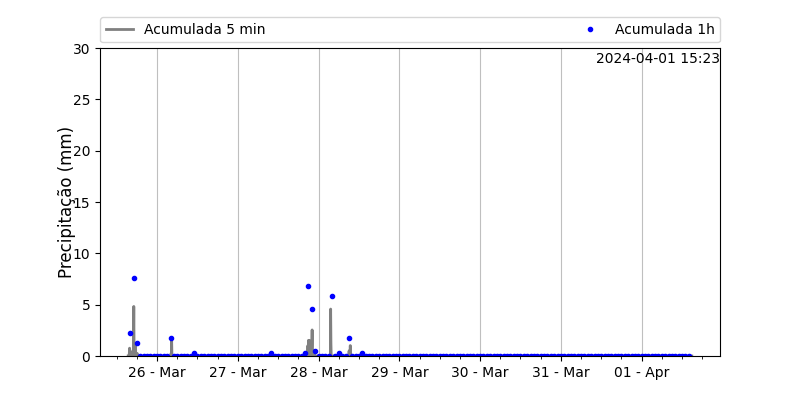 Acumulada 5 min
Acumulada 1h
2024-04-01 15:23
30
25
20
15
10
5
0
Precipitação (mm)
26 - Mar
27 - Mar
28 - Mar
29 - Mar
30 - Mar
31 - Mar
01 - Apr